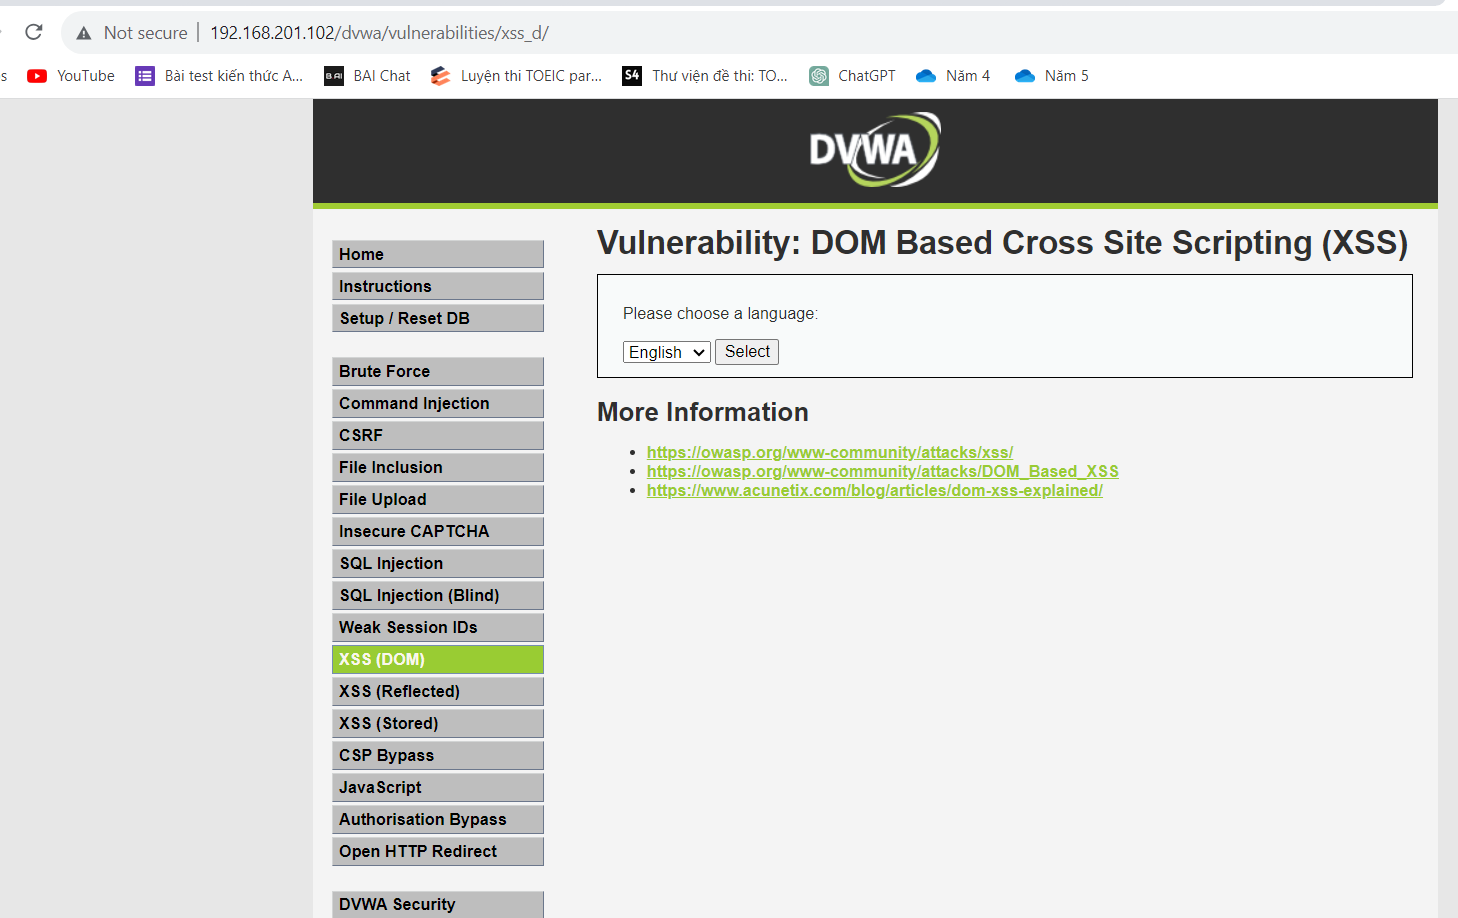 Not secure | 192.168.201.102/dvwa/vulnerabilities/xss_d/
s YouTube Bài test kiến thức A... BAI BAI Chat Luyện thi TOEIC par... S4 Thư viện đề thi: TO... ChatGPT Năm 4 Năm 5
DVWA
Home
Instructions
Setup / Reset DB
Brute Force
Command Injection
CSRF
File Inclusion
File Upload
Insecure CAPTCHA
SQL Injection
SQL Injection (Blind)
Weak Session IDs
XSS (DOM)
XSS (Reflected)
XSS (Stored)
CSP Bypass
JavaScript
Authorisation Bypass
Open HTTP Redirect
DVWA Security
Vulnerability: DOM Based Cross Site Scripting (XSS)
Please choose a language:
English Select
More Information
https://owasp.org/www-community/attacks/xss/
https://owasp.org/www-community/attacks/DOM_Based_XSS
https://www.acunetix.com/blog/articles/dom-xss-explained/